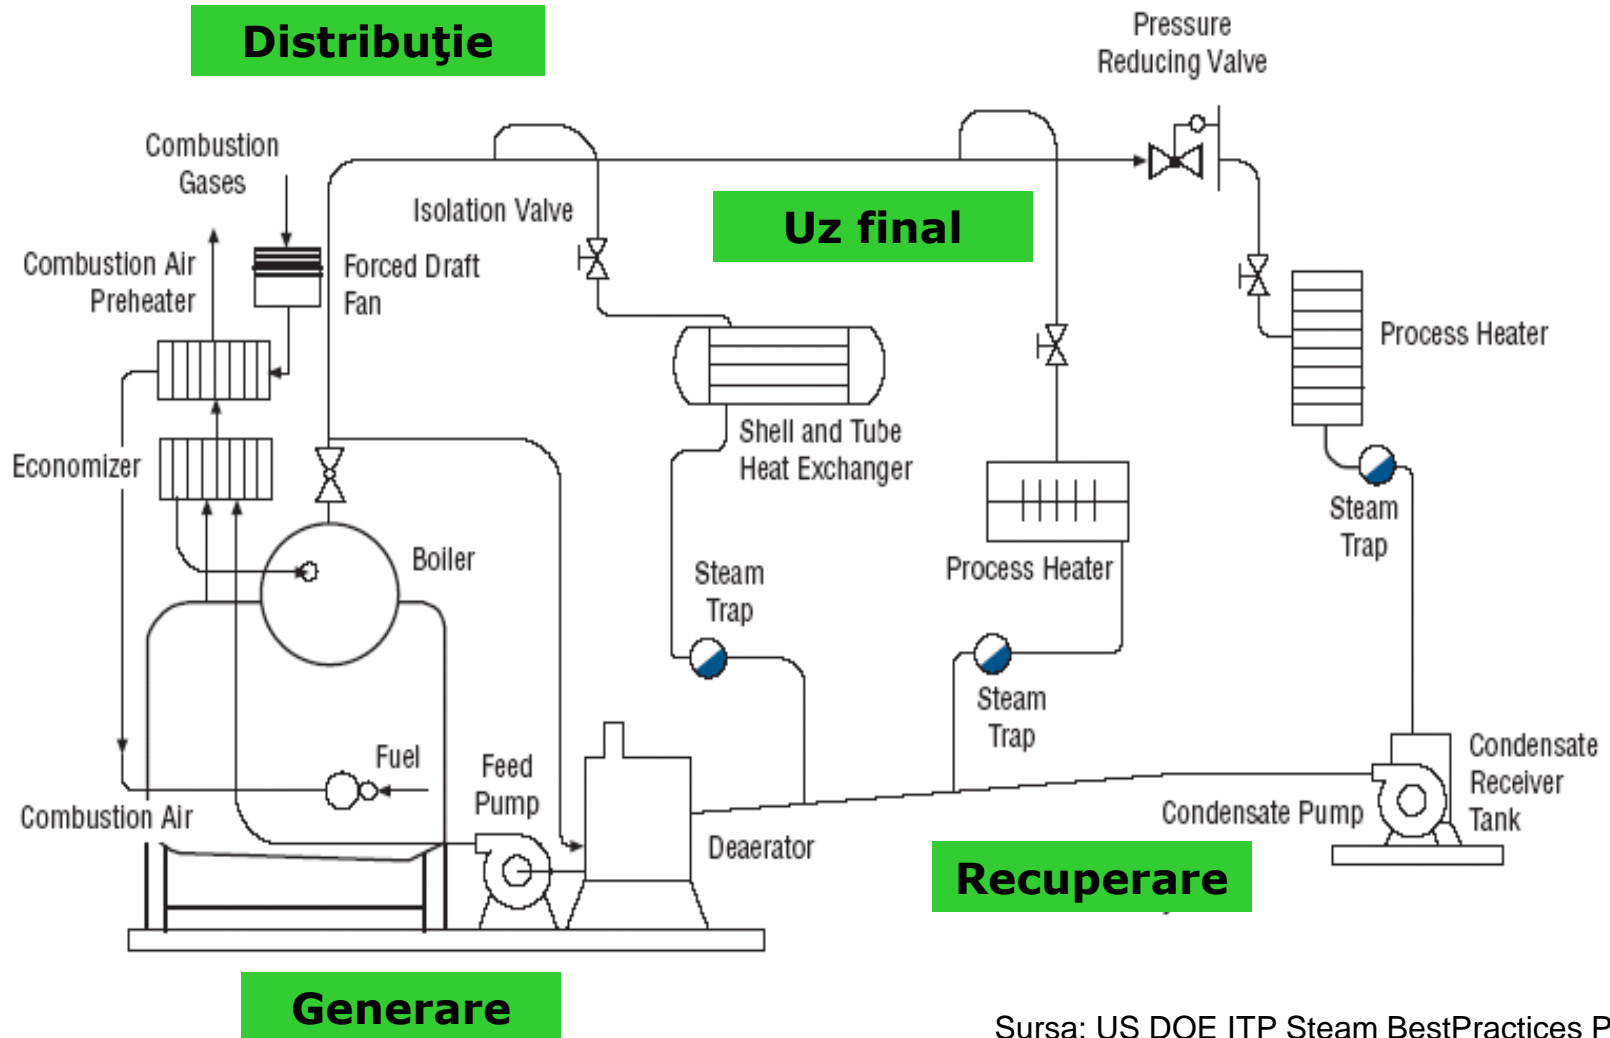 Distribuţie
Pressure
Reducing Valve
Combustion
Gases
Isolation Valve
Uz final
Combustion Air
Preheater
Forced Draft
Fan
Process Heater
Shell and Tube
Heat Exchanger
Economizer
Steam
Trap
Boiler
Steam
Trap
Process Heater
Steam
Trap
Fuel
Feed
Pump
Condensate
Receiver
Tank
Combustion Air
Condensate Pump
Deaerator
Recuperare
Generare
Sursa: US DOE ITP Steam BestPractices P